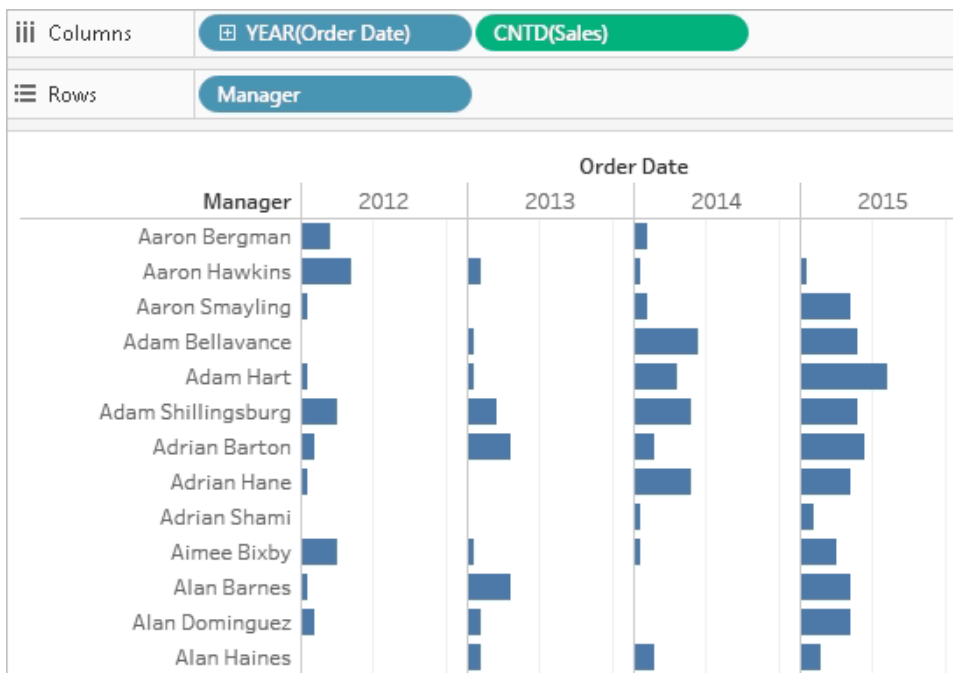 Columns YEAR(Order Date) CNTD(Sales)
Rows Manager
Order Date
Manager 2012 2013 2014 2015
Aaron Bergman
Aaron Hawkins
Aaron Smayling
Adam Bellavance
Adam Hart
Adam Shillingsburg
Adrian Barton
Adrian Hane
Adrian Shami
Aimee Bixby
Alan Barnes
Alan Dominguez
Alan Haines